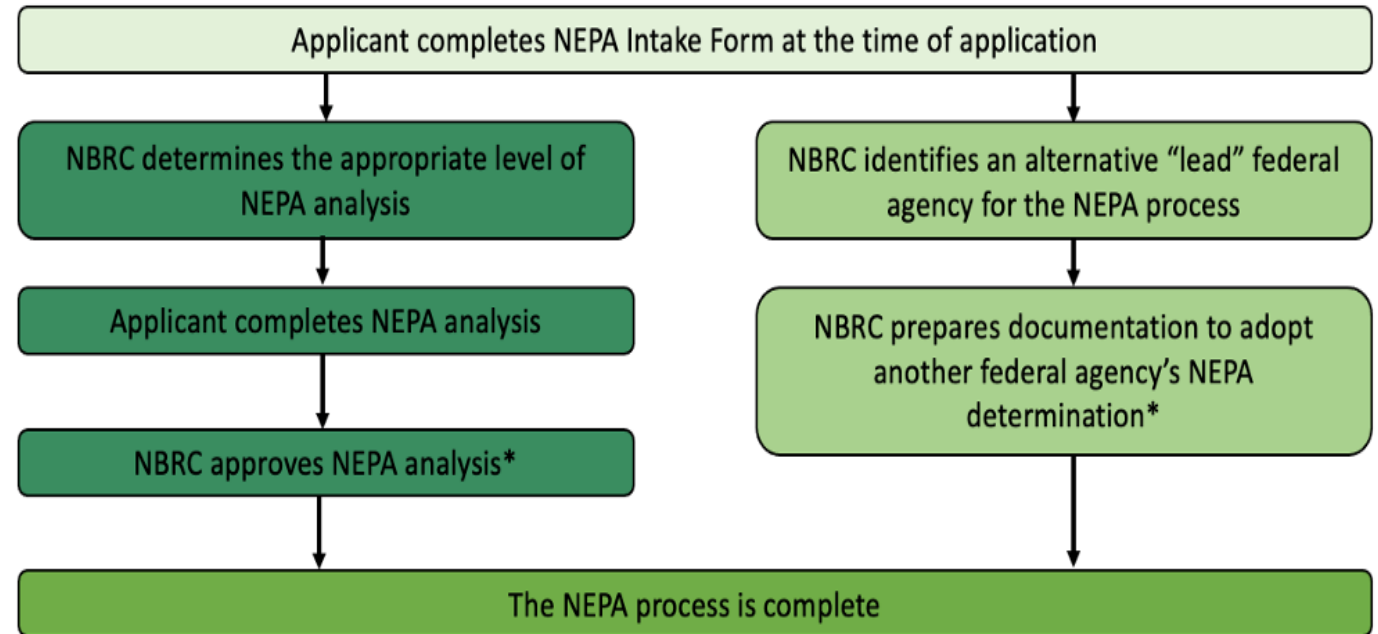 Applicant completes NEPA Intake Form at the time of application
NBRC determines the appropriate level of
NEPA analysis
Applicant completes NEPA analysis
NBRC approves NEPA analysis*
NBRC identifies an alternative “lead” federal
agency for the NEPA process
NBRC prepares documentation to adopt
another federal agency’s NEPA
determination*
The NEPA process is complete